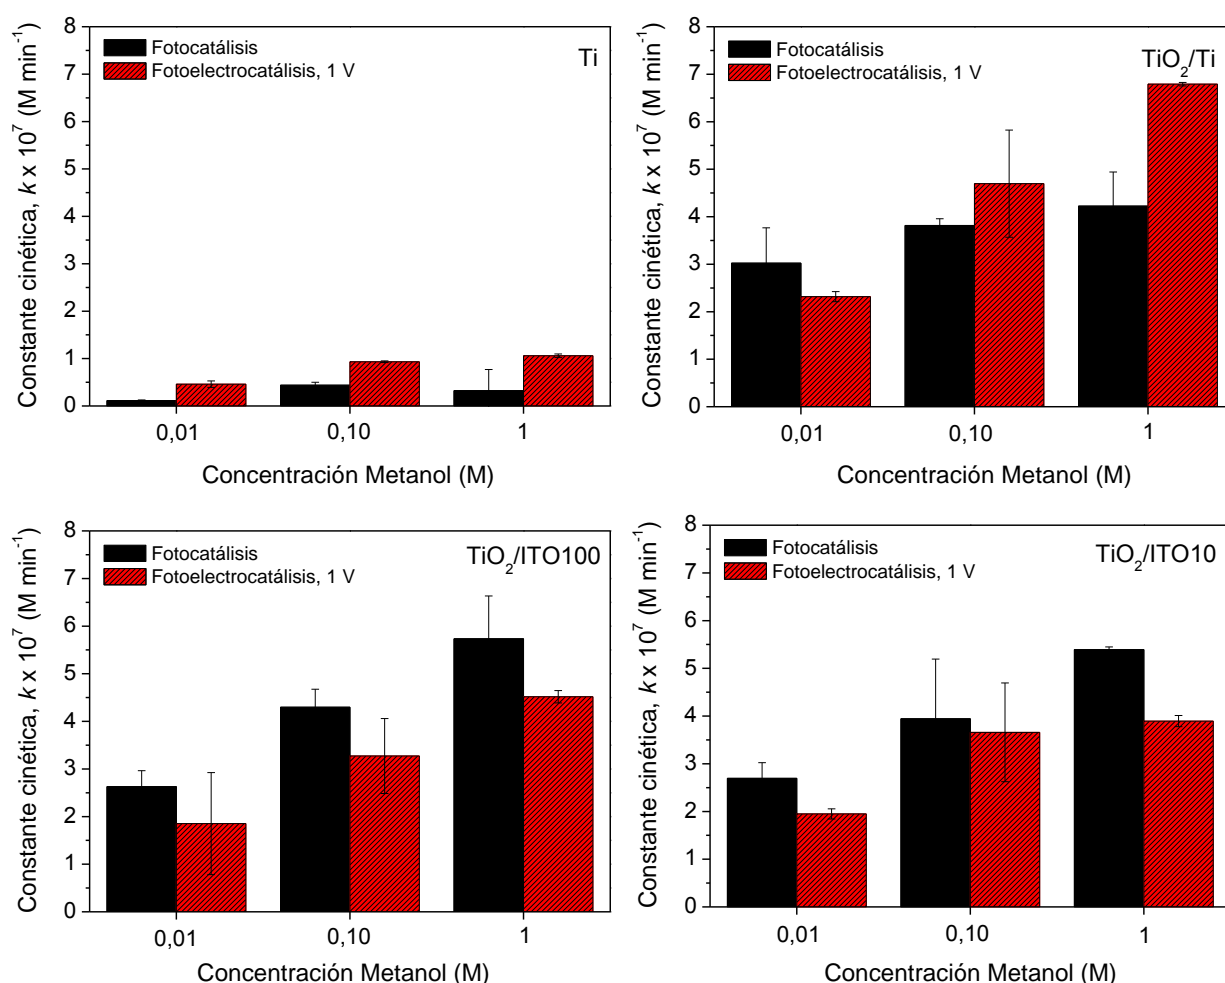 Constante cinética, k x 10⁷ (M min⁻¹)
8
7
6
5
4
3
2
1
0
Fotocatálisis
Fotoelectrocatálisis, 1 V
Ti
0,01
0,10
1
Concentración Metanol (M)
Constante cinética, k x 10⁷ (M min⁻¹)
8
7
6
5
4
3
2
1
0
Fotocatálisis
Fotoelectrocatálisis, 1 V
TiO₂/Ti
0,01
0,10
1
Concentración Metanol (M)
Constante cinética, k x 10⁷ (M min⁻¹)
8
7
6
5
4
3
2
1
0
Fotocatálisis
Fotoelectrocatálisis, 1 V
TiO₂/ITO100
0,01
0,10
1
Concentración Metanol (M)
Constante cinética, k x 10⁷ (M min⁻¹)
8
7
6
5
4
3
2
1
0
Fotocatálisis
Fotoelectrocatálisis, 1 V
TiO₂/ITO10
0,01
0,10
1
Concentración Metanol (M)